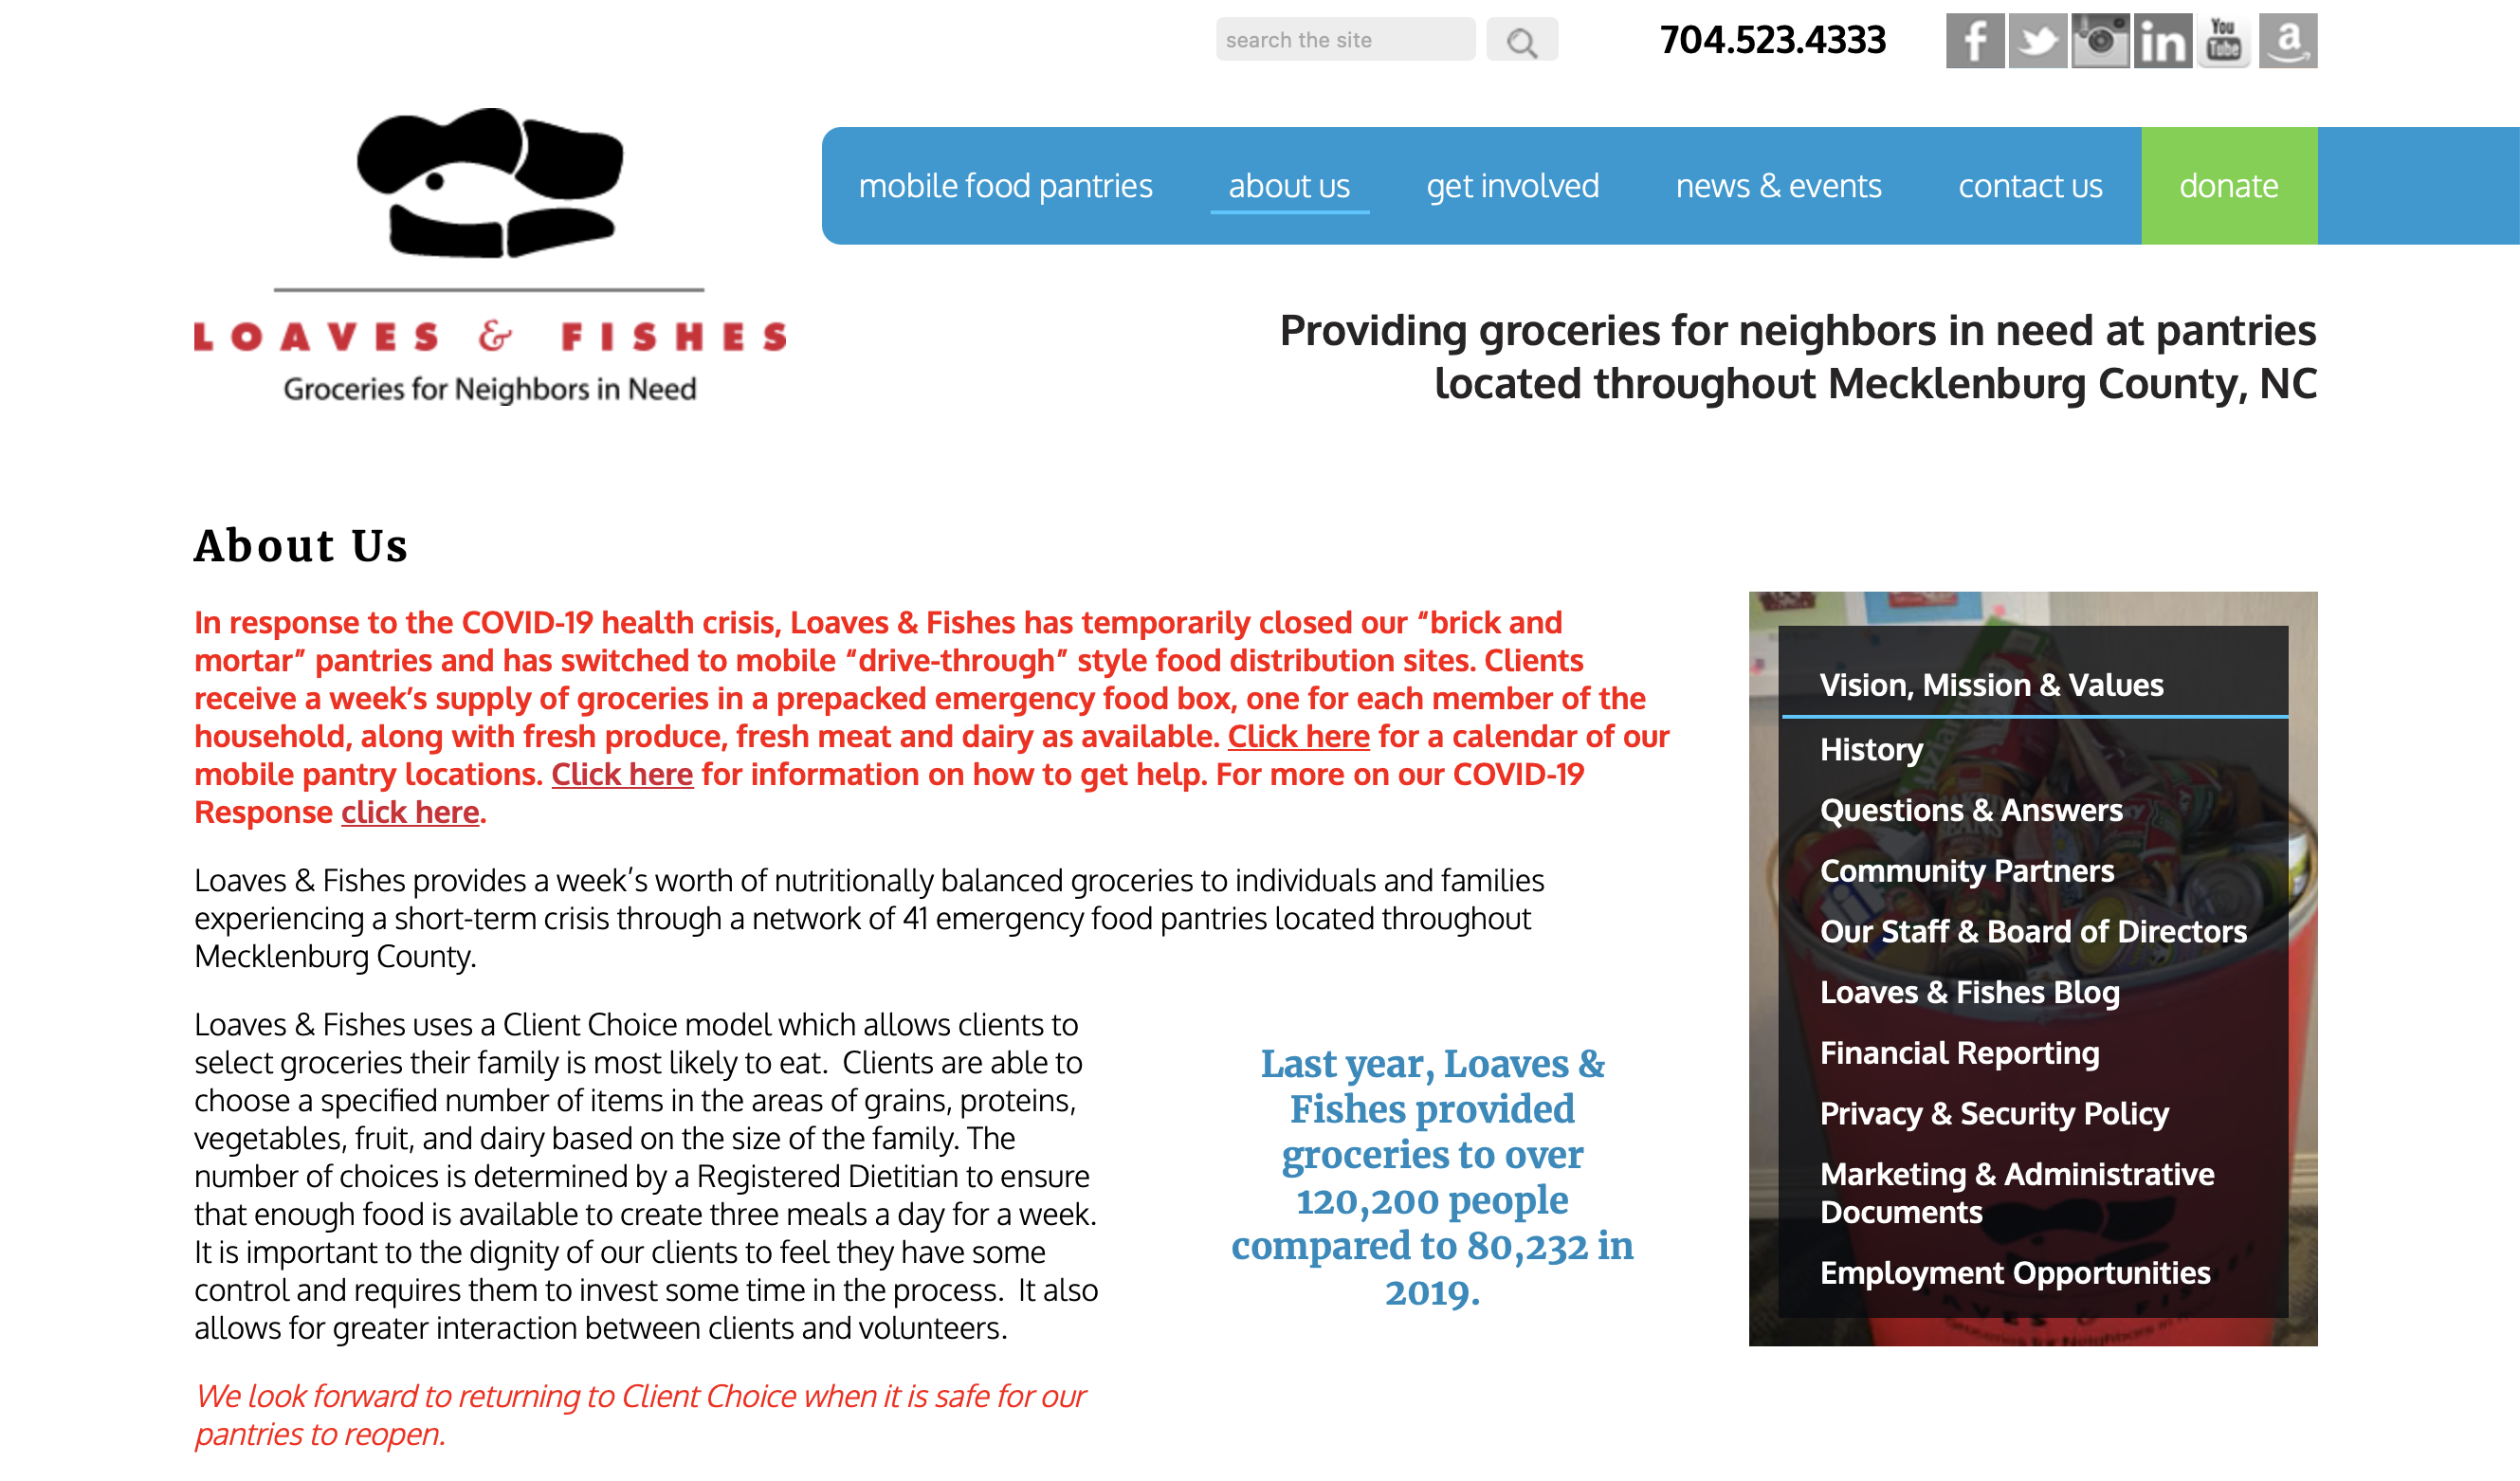 search the site
704.523.4333
f
in
You
Tube
a
mobile food pantries
about us
get involved
news & events
contact us
donate
LOAVES & FISHES
Groceries for Neighbors in Need
Providing groceries for neighbors in need at pantries
located throughout Mecklenburg County, NC
About Us
In response to the COVID-19 health crisis, Loaves & Fishes has temporarily closed our “brick and
mortar” pantries and has switched to mobile “drive-through” style food distribution sites. Clients
receive a week’s supply of groceries in a prepacked emergency food box, one for each member of the
household, along with fresh produce, fresh meat and dairy as available. Click here for a calendar of our
mobile pantry locations. Click here for information on how to get help. For more on our COVID-19
Response click here.
Loaves & Fishes provides a week’s worth of nutritionally balanced groceries to individuals and families
experiencing a short-term crisis through a network of 41 emergency food pantries located throughout
Mecklenburg County.
Loaves & Fishes uses a Client Choice model which allows clients to
select groceries their family is most likely to eat.  Clients are able to
choose a specified number of items in the areas of grains, proteins,
vegetables, fruit, and dairy based on the size of the family. The
number of choices is determined by a Registered Dietitian to ensure
that enough food is available to create three meals a day for a week.
It is important to the dignity of our clients to feel they have some
control and requires them to invest some time in the process.  It also
allows for greater interaction between clients and volunteers.
We look forward to returning to Client Choice when it is safe for our
pantries to reopen.
Last year, Loaves &
Fishes provided
groceries to over
120,200 people
compared to 80,232 in
2019.
Vision, Mission & Values
History
Questions & Answers
Community Partners
Our Staff & Board of Directors
Loaves & Fishes Blog
Financial Reporting
Privacy & Security Policy
Marketing & Administrative
Documents
Employment Opportunities